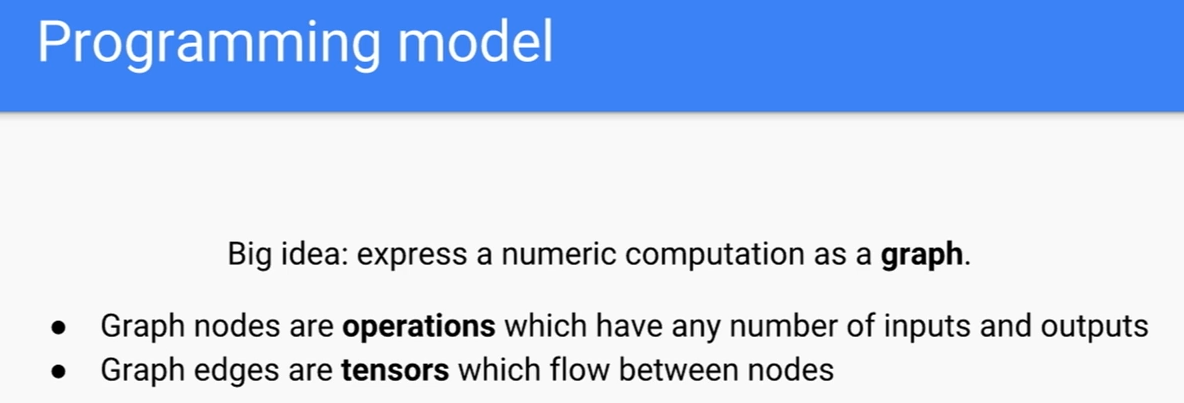 Programming model
Big idea: express a numeric computation as a graph.
● Graph nodes are operations which have any number of inputs and outputs
● Graph edges are tensors which flow between nodes